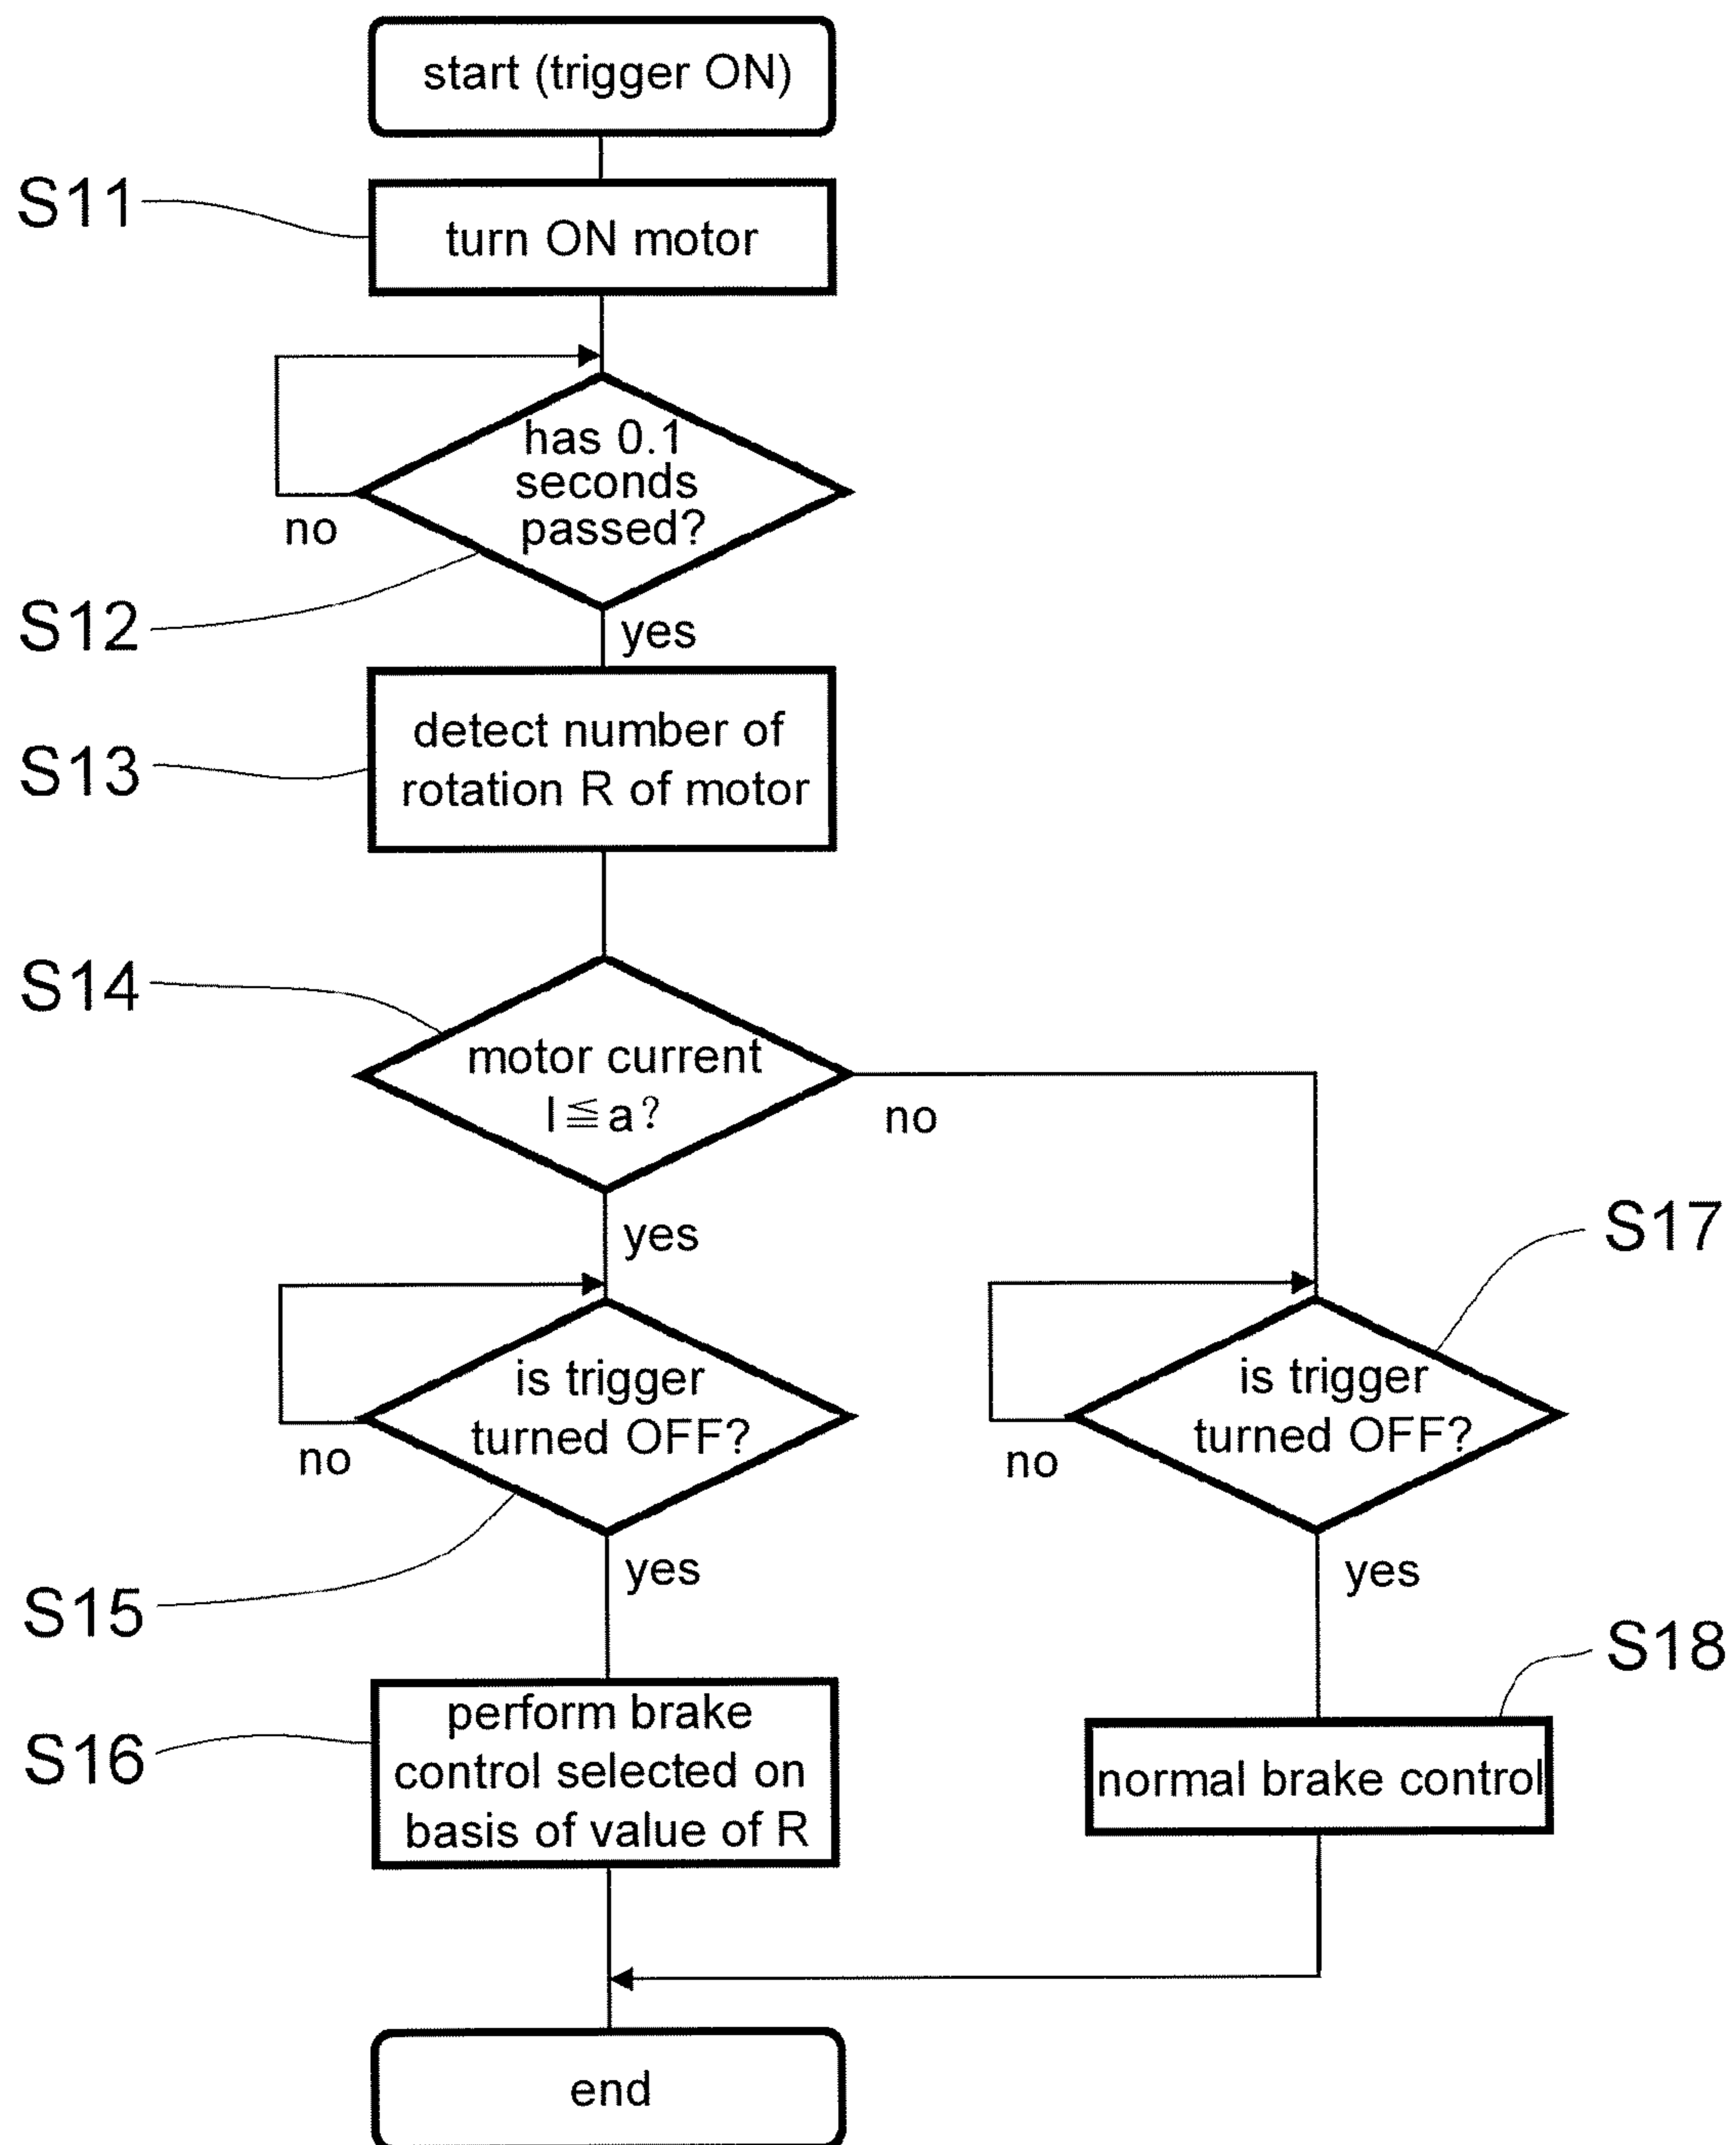 start (trigger ON)
S11
turn ON motor
has 0.1
seconds
passed?
no
S12
yes
detect number of
rotation R of motor
S13
S14
motor current
I≦a?
no
yes
S17
is trigger
turned OFF?
no
is trigger
turned OFF?
no
yes
yes
S15
S18
perform brake
control selected on
basis of value of R
S16
normal brake control
end